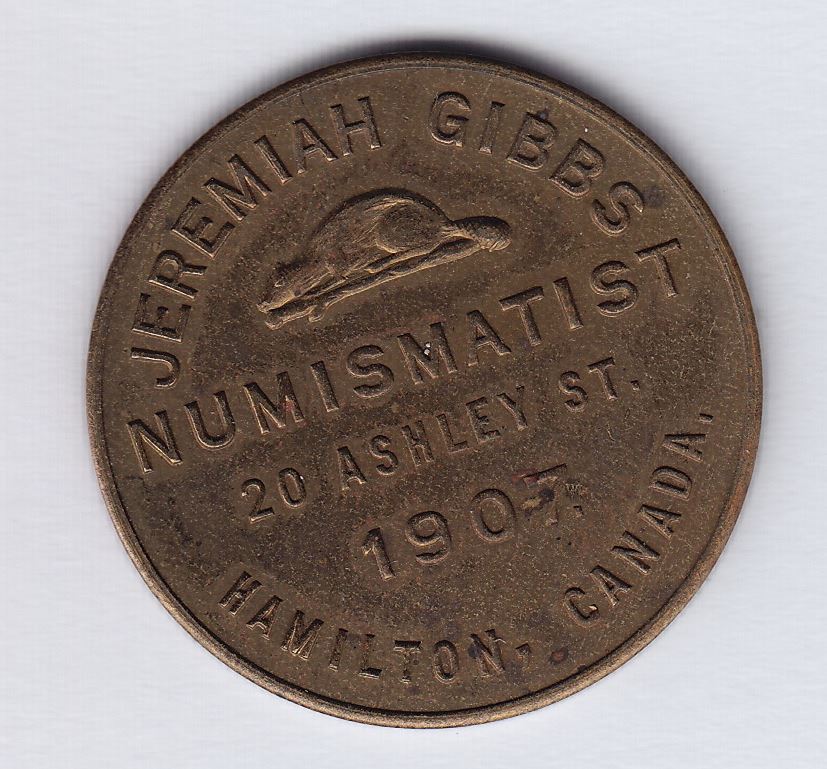 JEREMIAH GIBBS
NUMISMATIST
20 ASHLEY ST.
1907.
HAMILTON, CANADA.